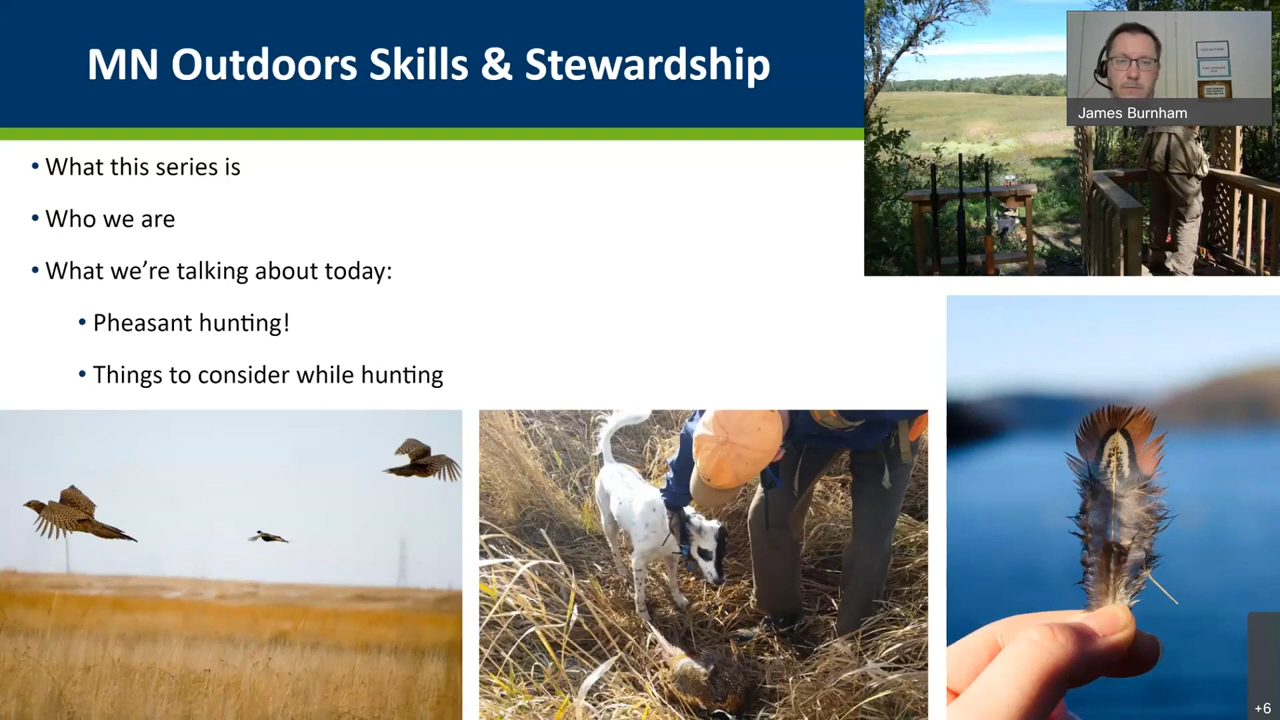 MN Outdoors Skills & Stewardship
James Burnham
• What this series is
• Who we are
• What we’re talking about today:
• Pheasant hunting!
• Things to consider while hunting
+6